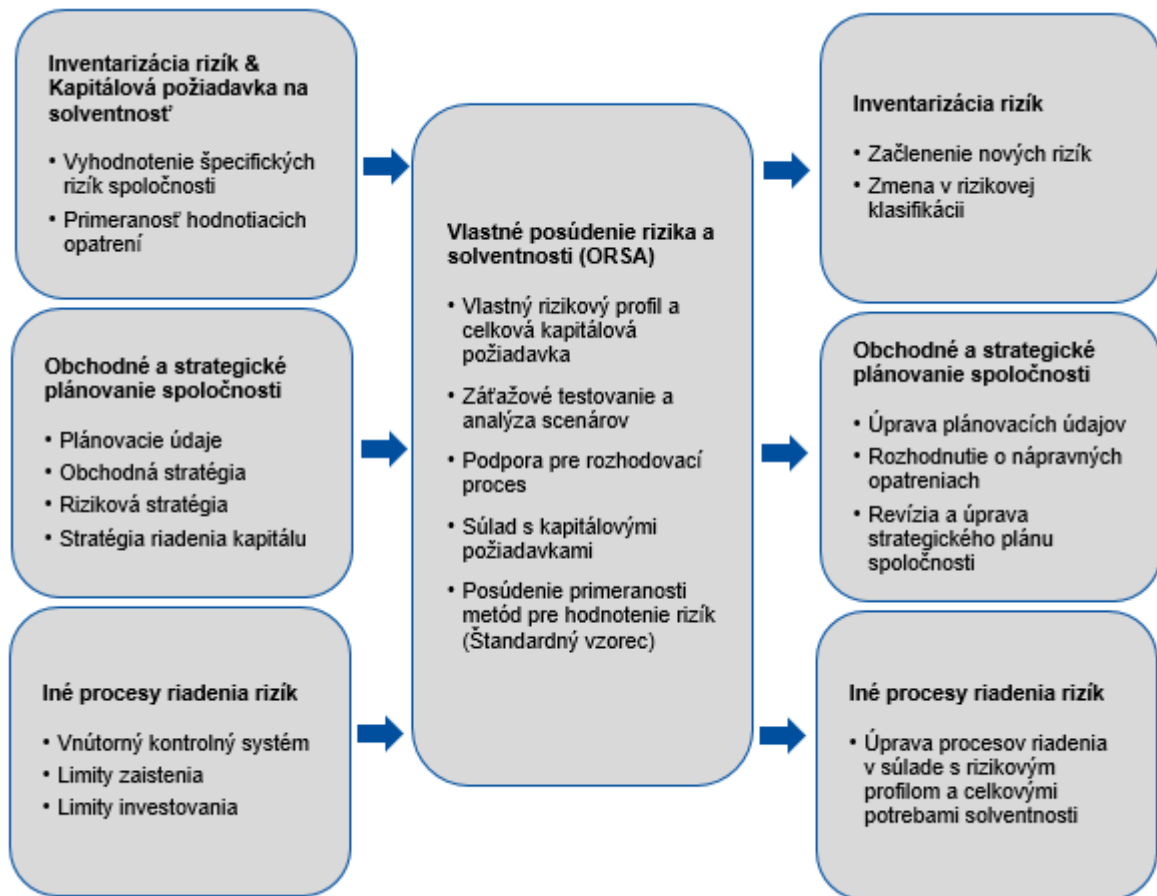 Inventarizácia rizík &
Kapitálová požiadavka na
solventnosť
• Vyhodnotenie špecifických
rizík spoločnosti
• Primeranosť hodnotiacich
opatrení
Obchodné a strategické
plánovanie spoločnosti
• Plánovacie údaje
• Obchodná stratégia
• Riziková stratégia
• Stratégia riadenia kapitálu
Iné procesy riadenia rizík
• Vnútorný kontrolný systém
• Limity zaistenia
• Limity investovania
Vlastné posúdenie rizika a
solventnosti (ORSA)
• Vlastný rizikový profil a
celková kapitálová
požiadavka
• Záťažové testovanie a
analýza scenárov
• Podpora pre rozhodovací
proces
• Súlad s kapitálovými
požiadavkami
• Posúdenie primeranosti
metód pre hodnotenie rizík
(Štandardný vzorec)
Inventarizácia rizík
• Začlenenie nových rizík
• Zmena v rizikovej
klasifikácii
Obchodné a strategické
plánovanie spoločnosti
• Úprava plánovacích údajov
• Rozhodnutie o nápravných
opatreniach
• Revízia a úprava
strategického plánu
spoločnosti
Iné procesy riadenia rizík
• Úprava procesov riadenia
v súlade s rizikovým
profilom a celkovými
potrebami solventnosti